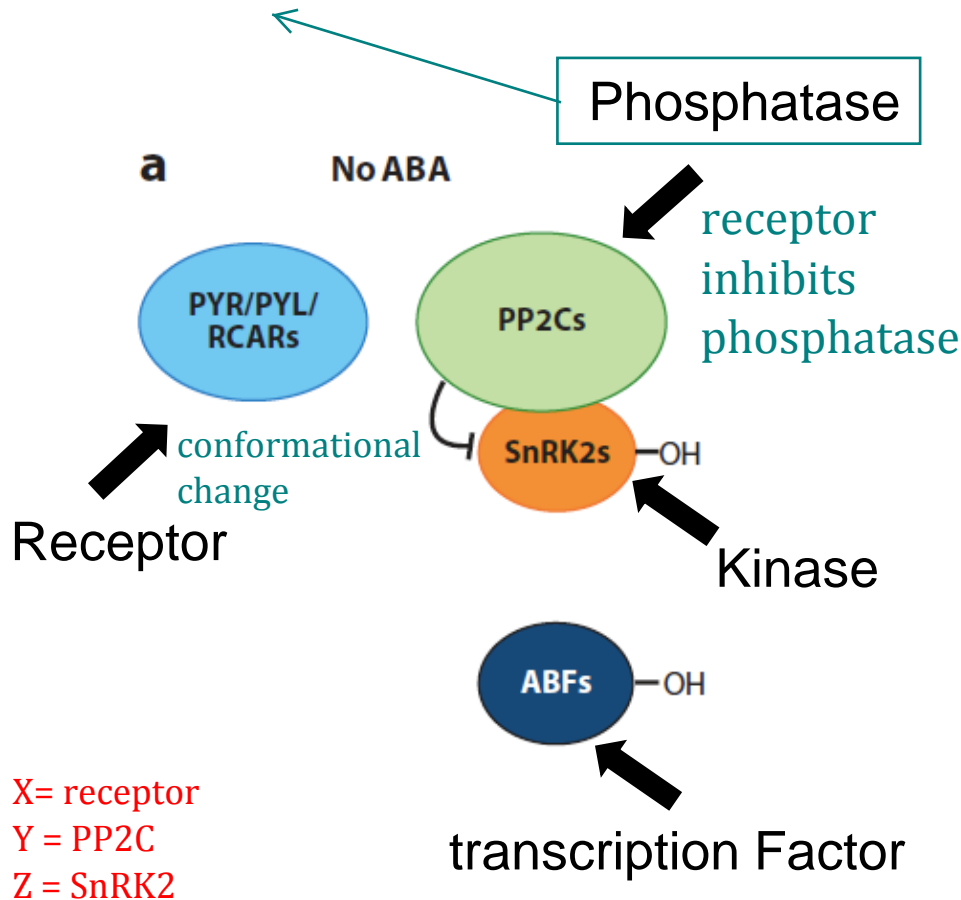 Phosphatase
a No ABA
receptor
inhibits
phosphatase
PYR/PYL/
RCARs
PP2Cs
conformational
change
SnRK2s
OH
Receptor
Kinase
ABFs
OH
X= receptor
Y = PP2C
Z = SnRK2
transcription Factor